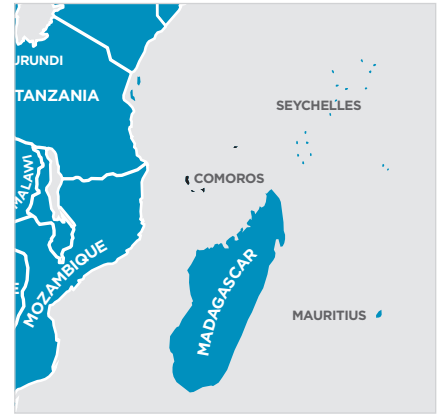 URUNDI
TANZANIA
SEYCHELLES
COMOROS
MALAWI
MOZAMBIQUE
MADAGASCAR
MAURITIUS
E